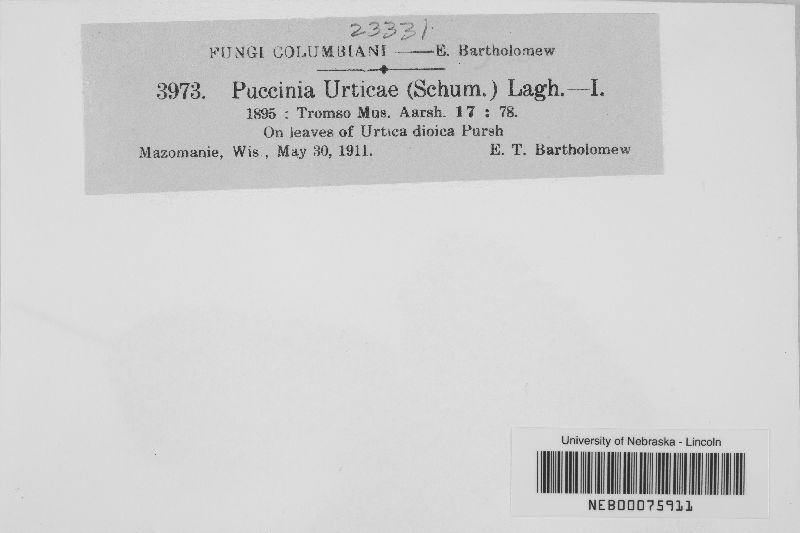 23331.
FUNGI COLUMBIANI —— E. Bartholomew
3973. Puccinia Urticae (Schum.) Lagh.—I.
1895 : Tromso Mus. Aarsh. 17 : 78.
On leaves of Urtica dioica Pursh
Mazomanie, Wis., May 30, 1911. E. T. Bartholomew
University of Nebraska - Lincoln
NEB00075911